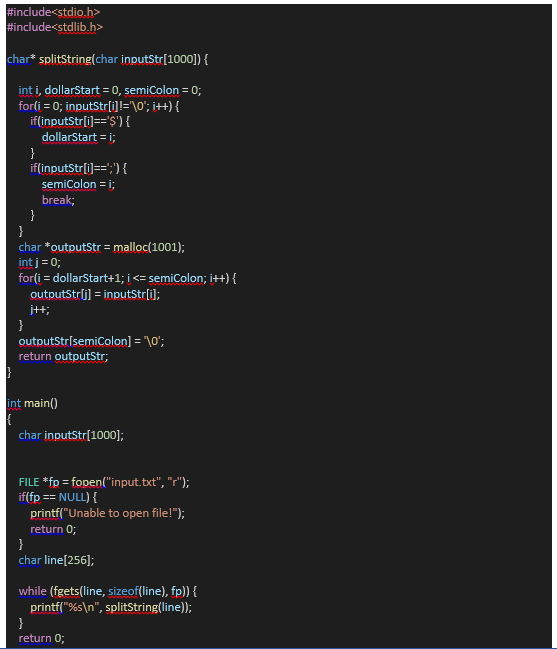 #include<stdio.h>
#include<stdlib.h>
char* splitString(char inputStr[1000]) {
int i, dollarStart = 0, semiColon = 0;
for(i = 0; inputStr[i]!='\0'; i++) {
if(inputStr[i]=='$') {
dollarStart = i;
}
if(inputStr[i]==';') {
semiColon = i;
break;
}
}
char *outputStr = malloc(1001);
int j = 0;
for(i = dollarStart+1; i <= semiColon; i++) {
outputStr[j] = inputStr[i];
j++;
}
outputStr[semiColon] = '\0';
return outputStr;
}
int main()
{
char inputStr[1000];
FILE *fp = fopen("input.txt", "r");
if(fp == NULL) {
printf("Unable to open file!");
return 0;
}
char line[256];
while (fgets(line, sizeof(line), fp)) {
printf("%s\n", splitString(line));
}
return 0;